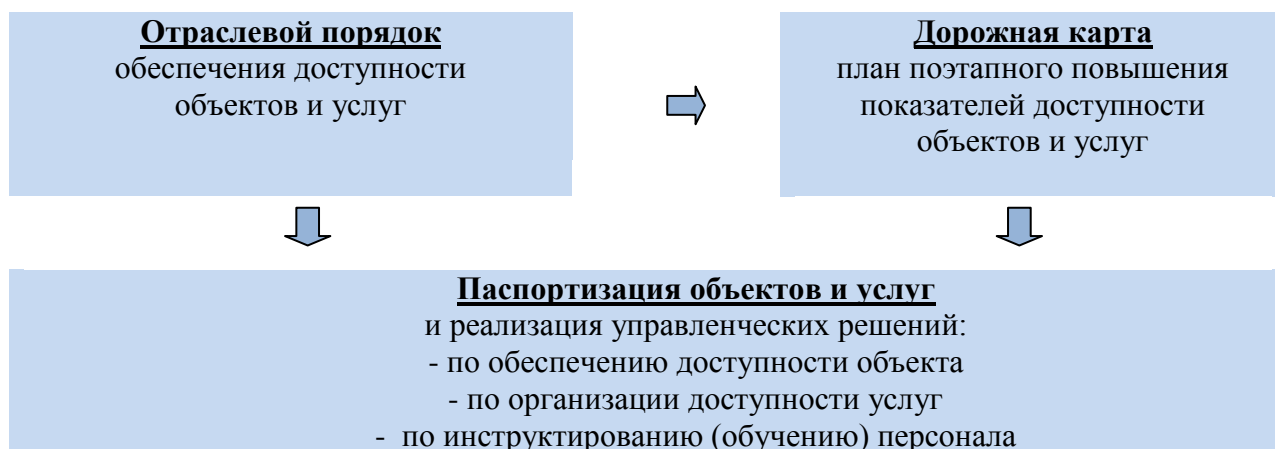 Отраслевой порядок
обеспечения доступности
объектов и услуг
Дорожная карта
план поэтапного повышения
показателей доступности
объектов и услуг
Паспортизация объектов и услуг
и реализация управленческих решений:
- по обеспечению доступности объекта
- по организации доступности услуг
- по инструктированию (обучению) персонала